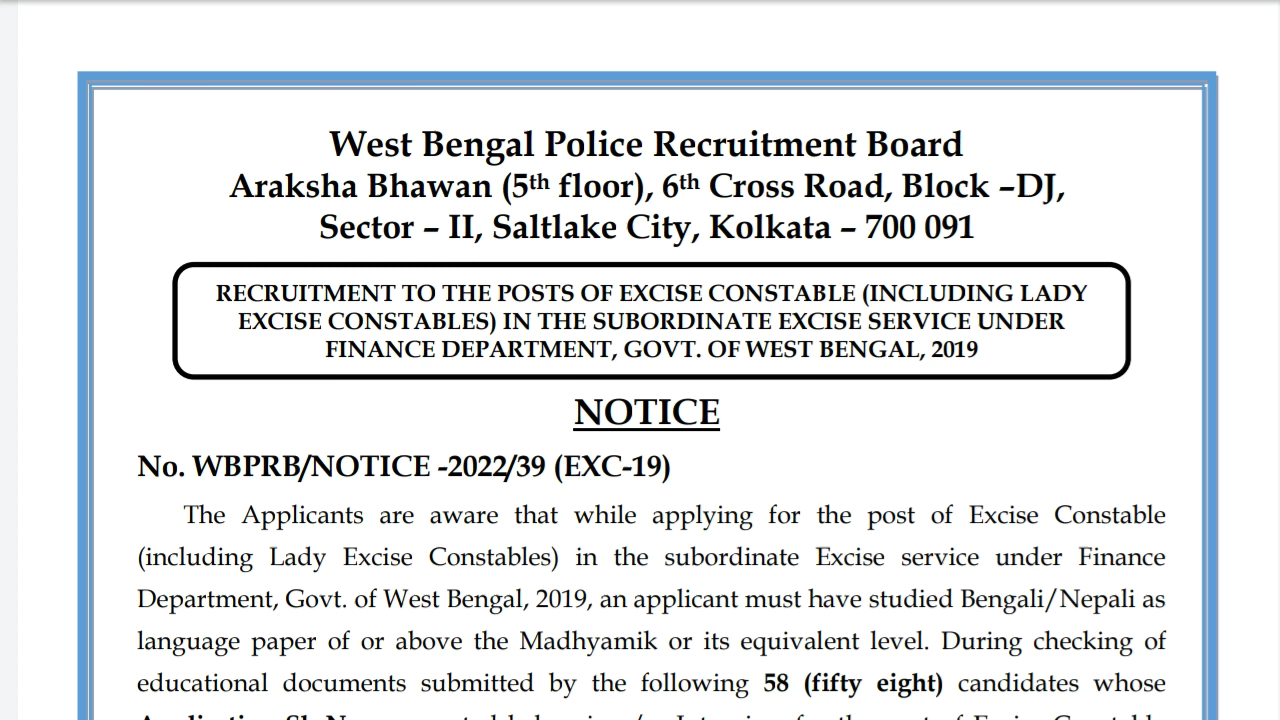 West Bengal Police Recruitment Board
Araksha Bhawan (5th floor), 6th Cross Road, Block –DJ,
Sector – II, Saltlake City, Kolkata – 700 091
RECRUITMENT TO THE POSTS OF EXCISE CONSTABLE (INCLUDING LADY
EXCISE CONSTABLES) IN THE SUBORDINATE EXCISE SERVICE UNDER
FINANCE DEPARTMENT, GOVT. OF WEST BENGAL, 2019
NOTICE
No. WBPRB/NOTICE -2022/39 (EXC-19)
The Applicants are aware that while applying for the post of Excise Constable
(including Lady Excise Constables) in the subordinate Excise service under Finance
Department, Govt. of West Bengal, 2019, an applicant must have studied Bengali/Nepali as
language paper of or above the Madhyamik or its equivalent level. During checking of
educational documents submitted by the following 58 (fifty eight) candidates whose